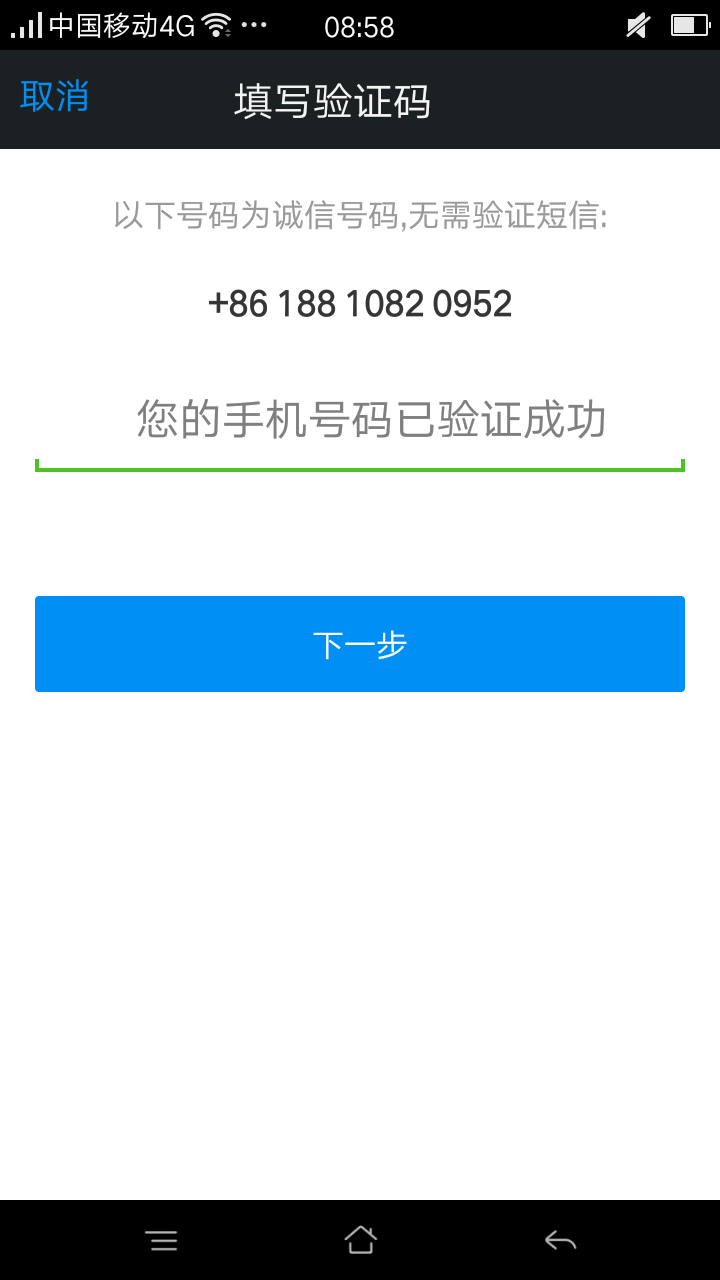 中国移动4G 08:58
取消 填写验证码
以下号码为诚信号码,无需验证短信:
+86 188 1082 0952
您的手机号码已验证成功
下一步